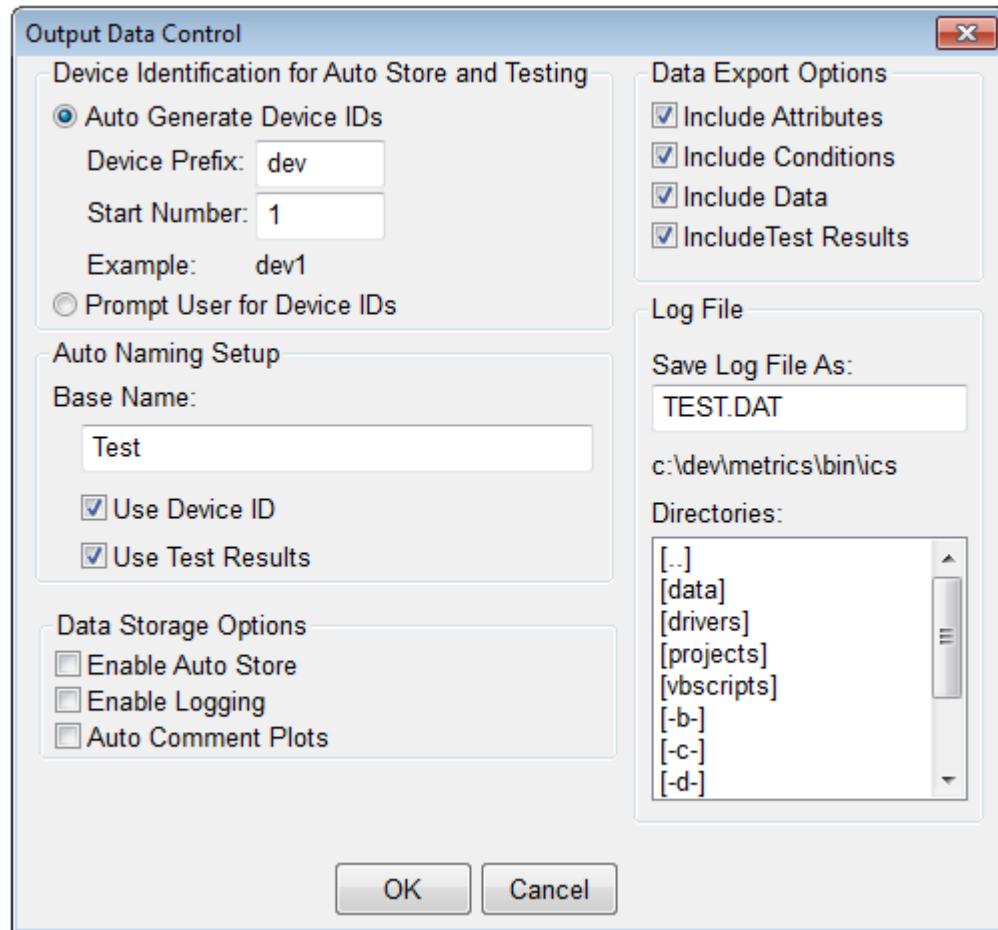 Output Data Control
Device Identification for Auto Store and Testing
Auto Generate Device IDs
Device Prefix: dev
Start Number: 1
Example: dev1
Prompt User for Device IDs
Auto Naming Setup
Base Name:
Test
Use Device ID
Use Test Results
Data Storage Options
Enable Auto Store
Enable Logging
Auto Comment Plots
Data Export Options
Include Attributes
Include Conditions
Include Data
IncludeTest Results
Log File
Save Log File As:
TEST.DAT
c:\dev\metrics\bin\ics
Directories:
[..]
[data]
[drivers]
[projects]
[vbscripts]
[-b-]
[-c-]
[-d-]
OK
Cancel